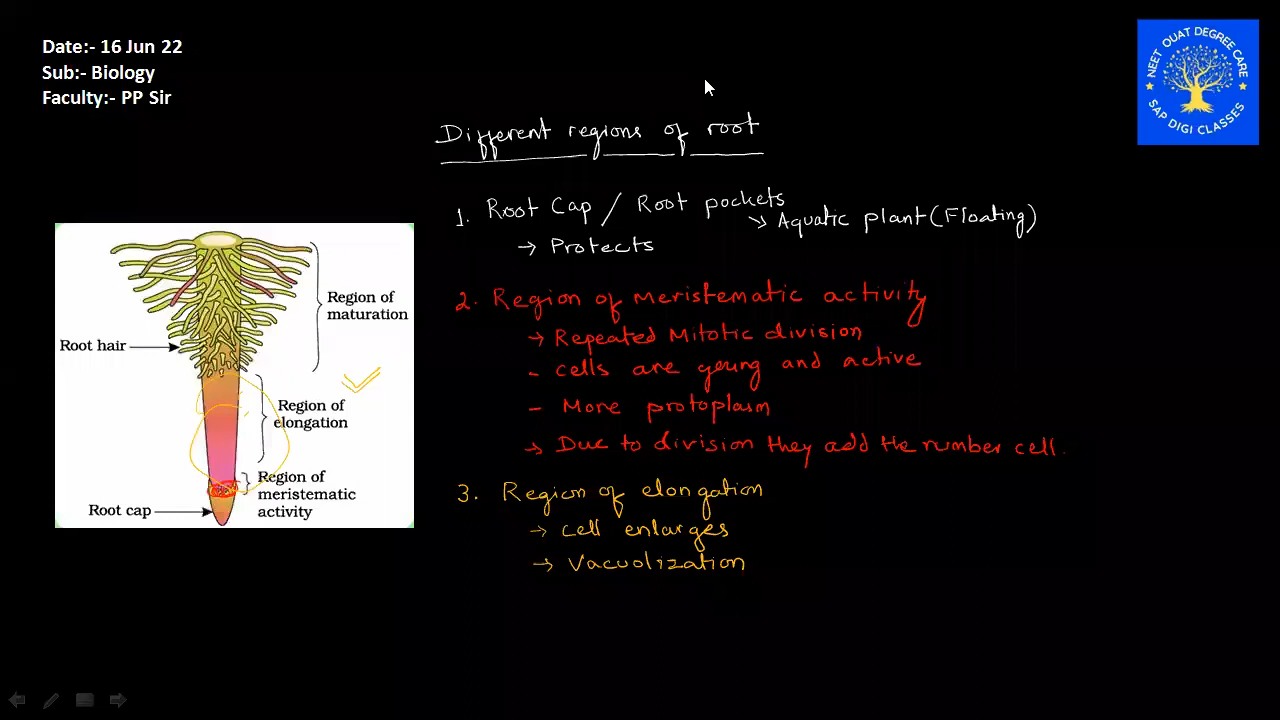 Date:- 16 Jun 22
Sub:- Biology
Faculty:- PP Sir
NEET OUAT DEGREE CARE
SAP DIGI CLASSES
Different regions of root
1. Root Cap / Root pockets
→ Aquatic plant (Floating)
→ Protects
2. Region of meristematic activity
→ Repeated Mitotic division
- cells are young and active
- More protoplasm
→ Due to division they add the number cell.
3. Region of elongation
→ Cell enlarges
→ Vacuolization
Region of
maturation
Root hair
Region of
elongation
Region of
meristematic
activity
Root cap